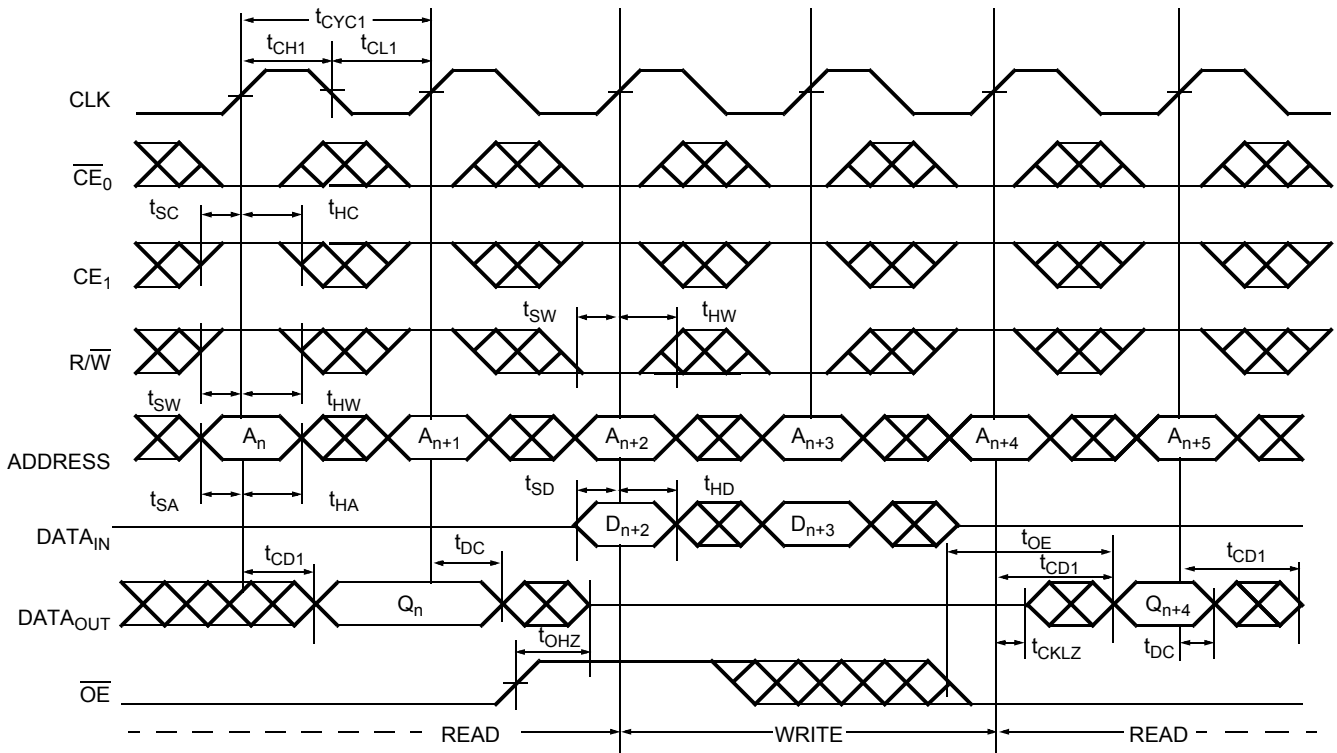 tCYC1
tCH1 tCL1
CLK
CE0
tSC tHC
CE1
tSW tHW
R/W
tSW tHW
An An+1 An+2 An+3 An+4 An+5
ADDRESS
tSA tHA tSD tHD
Dn+2 Dn+3
DATAIN
tOE
tCD1 tDC tCD1 tCD1
Qn Qn+4
DATAOUT
tOHZ tCKLZ tDC
OE
READ WRITE READ